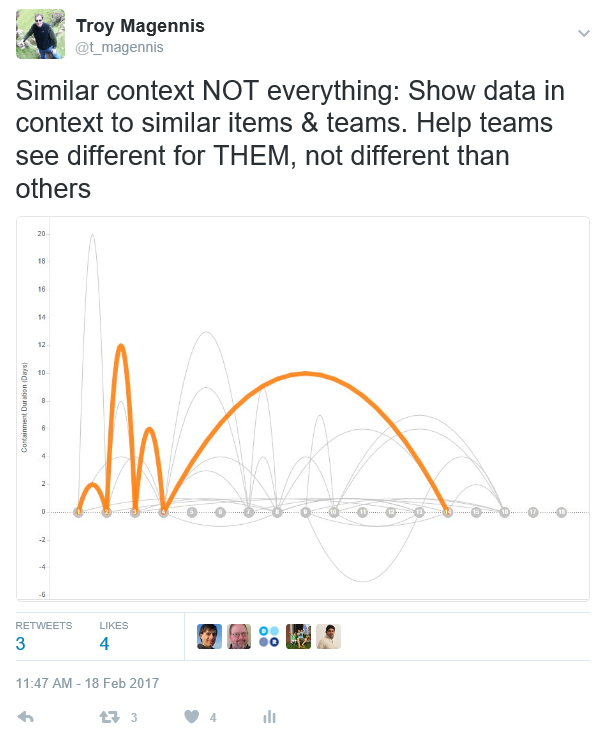 Troy Magennis
@t_magennis
Similar context NOT everything: Show data in
context to similar items & teams. Help teams
see different for THEM, not different than
others
20
18
16
14
12
10
8
6
4
2
0
-2
-4
-6
Containment Duration (Days)
1 2 3 4 5 6 7 8 9 10 11 12 13 14 15 16 17 18
RETWEETS LIKES
3 4
11:47 AM - 18 Feb 2017
3 4